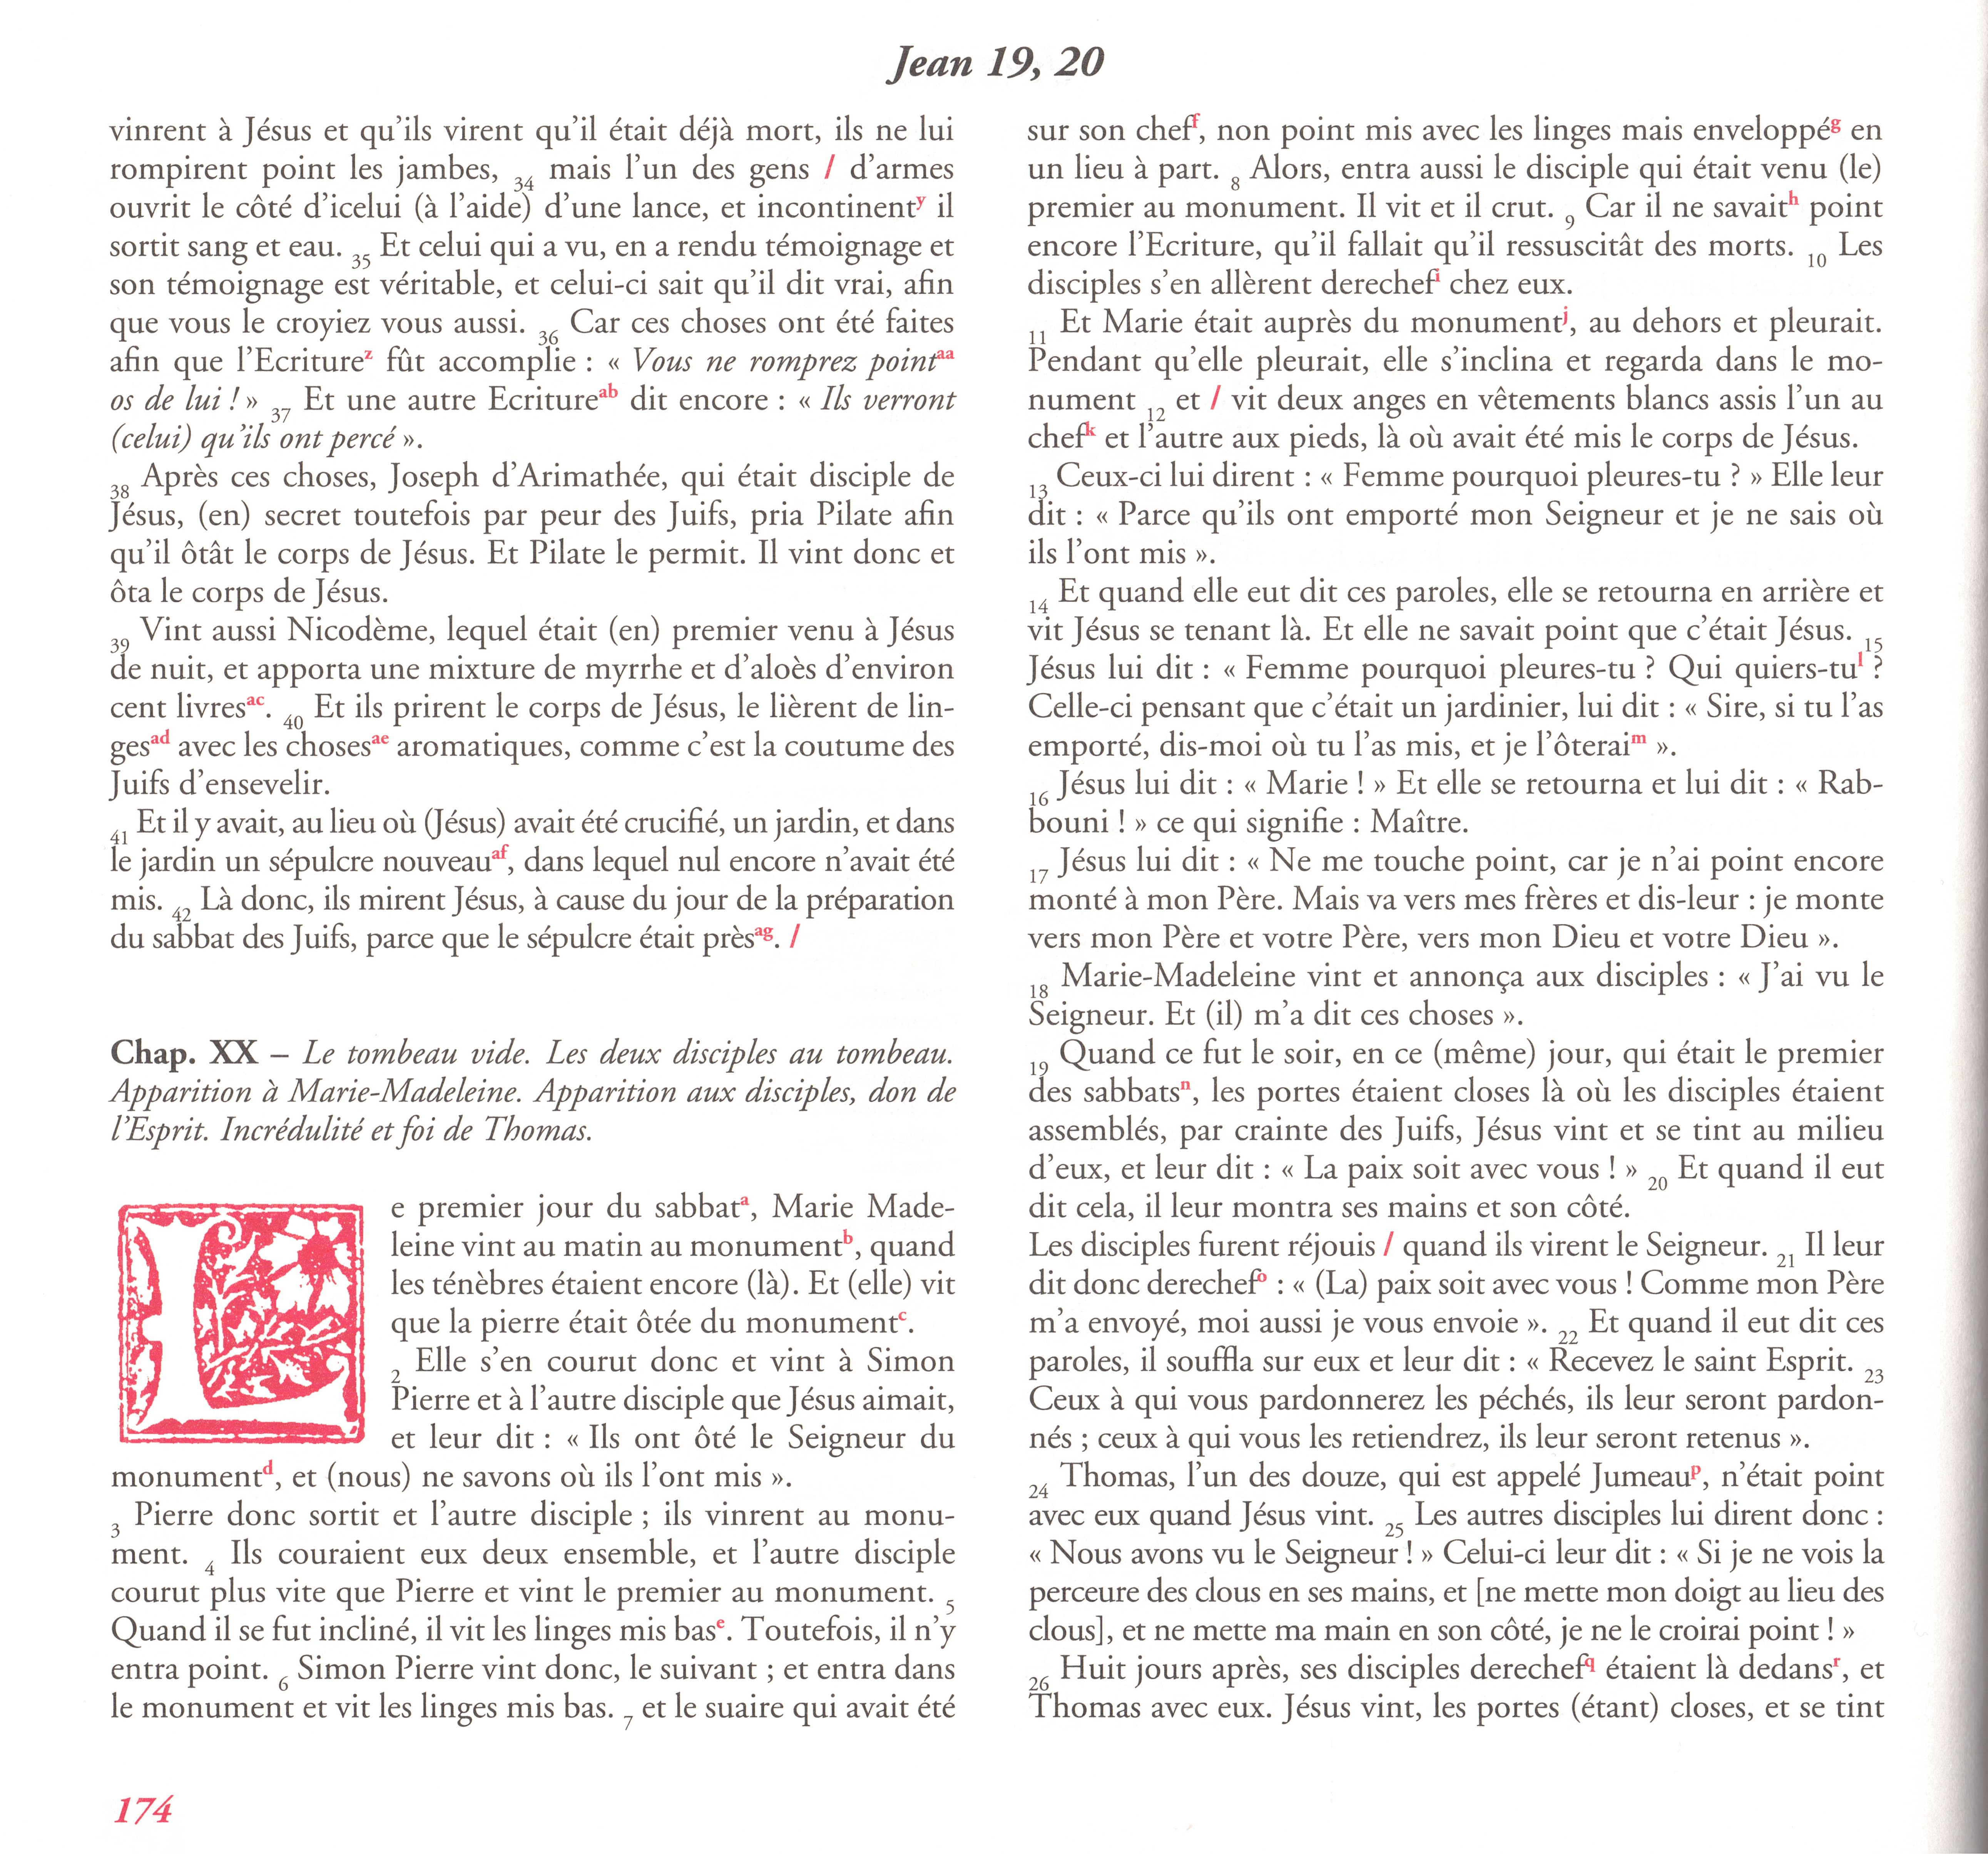 Jean 19, 20
vinrent à Jésus et qu’ils virent qu’il était déjà mort, ils ne lui
rompirent point les jambes, 34 mais l’un des gens / d’armes
ouvrit le côté d’icelui (à l’aide) d’une lance, et incontinenty il
sortit sang et eau. 35 Et celui qui a vu, en a rendu témoignage et
son témoignage est véritable, et celui-ci sait qu’il dit vrai, afin
que vous le croyiez vous aussi. 36 Car ces choses ont été faites
afin que l’Ecriturez fût accomplie : « Vous ne romprez pointaa
os de lui ! » 37 Et une autre Ecritureab dit encore : « Ils verront
(celui) qu’ils ont percé ».
38 Après ces choses, Joseph d’Arimathée, qui était disciple de
Jésus, (en) secret toutefois par peur des Juifs, pria Pilate afin
qu’il ôtât le corps de Jésus. Et Pilate le permit. Il vint donc et
ôta le corps de Jésus.
39 Vint aussi Nicodème, lequel était (en) premier venu à Jésus
de nuit, et apporta une mixture de myrrhe et d’aloès d’environ
cent livresac. 40 Et ils prirent le corps de Jésus, le lièrent de lin-
gesad avec les chosesae aromatiques, comme c’est la coutume des
Juifs d’ensevelir.
41 Et il y avait, au lieu où (Jésus) avait été crucifié, un jardin, et dans
le jardin un sépulcre nouveauaf, dans lequel nul encore n’avait été
mis. 42 Là donc, ils mirent Jésus, à cause du jour de la préparation
du sabbat des Juifs, parce que le sépulcre était prèsag. /
Chap. XX – Le tombeau vide. Les deux disciples au tombeau.
Apparition à Marie-Madeleine. Apparition aux disciples, don de
l’Esprit. Incrédulité et foi de Thomas.
Le premier jour du sabbata, Marie Made-
leine vint au matin au monumentb, quand
les ténèbres étaient encore (là). Et (elle) vit
que la pierre était ôtée du monumentc.
2 Elle s’en courut donc et vint à Simon
Pierre et à l’autre disciple que Jésus aimait,
et leur dit : « Ils ont ôté le Seigneur du
monumentd, et (nous) ne savons où ils l’ont mis ».
3 Pierre donc sortit et l’autre disciple ; ils vinrent au monu-
ment. 4 Ils couraient eux deux ensemble, et l’autre disciple
courut plus vite que Pierre et vint le premier au monument. 5
Quand il se fut incliné, il vit les linges mis base. Toutefois, il n’y
entra point. 6 Simon Pierre vint donc, le suivant ; et entra dans
le monument et vit les linges mis bas. 7 et le suaire qui avait été
sur son cheff, non point mis avec les linges mais enveloppég en
un lieu à part. 8 Alors, entra aussi le disciple qui était venu (le)
premier au monument. Il vit et il crut. 9 Car il ne savaith point
encore l’Ecriture, qu’il fallait qu’il ressuscitât des morts. 10 Les
disciples s’en allèrent derechefi chez eux.
11 Et Marie était auprès du monumentj, au dehors et pleurait.
Pendant qu’elle pleurait, elle s’inclina et regarda dans le mo-
nument 12 et / vit deux anges en vêtements blancs assis l’un au
chefk et l’autre aux pieds, là où avait été mis le corps de Jésus.
13 Ceux-ci lui dirent : « Femme pourquoi pleures-tu ? » Elle leur
dit : « Parce qu’ils ont emporté mon Seigneur et je ne sais où
ils l’ont mis ».
14 Et quand elle eut dit ces paroles, elle se retourna en arrière et
vit Jésus se tenant là. Et elle ne savait point que c’était Jésus. 15
Jésus lui dit : « Femme pourquoi pleures-tu ? Qui quiers-tul ?
Celle-ci pensant que c’était un jardinier, lui dit : « Sire, si tu l’as
emporté, dis-moi où tu l’as mis, et je l’ôteraim ».
16 Jésus lui dit : « Marie ! » Et elle se retourna et lui dit : « Rab-
bouni ! » ce qui signifie : Maître.
17 Jésus lui dit : « Ne me touche point, car je n’ai point encore
monté à mon Père. Mais va vers mes frères et dis-leur : je monte
vers mon Père et votre Père, vers mon Dieu et votre Dieu ».
18 Marie-Madeleine vint et annonça aux disciples : « J’ai vu le
Seigneur. Et (il) m’a dit ces choses ».
19 Quand ce fut le soir, en ce (même) jour, qui était le premier
des sabbatsn, les portes étaient closes là où les disciples étaient
assemblés, par crainte des Juifs, Jésus vint et se tint au milieu
d’eux, et leur dit : « La paix soit avec vous ! » 20 Et quand il eut
dit cela, il leur montra ses mains et son côté.
Les disciples furent réjouis / quand ils virent le Seigneur. 21 Il leur
dit donc derechefo : « (La) paix soit avec vous ! Comme mon Père
m’a envoyé, moi aussi je vous envoie ». 22 Et quand il eut dit ces
paroles, il souffla sur eux et leur dit : « Recevez le saint Esprit. 23
Ceux à qui vous pardonnerez les péchés, ils leur seront pardon-
nés ; ceux à qui vous les retiendrez, ils leur seront retenus ».
24 Thomas, l’un des douze, qui est appelé Jumeaup, n’était point
avec eux quand Jésus vint. 25 Les autres disciples lui dirent donc :
« Nous avons vu le Seigneur ! » Celui-ci leur dit : « Si je ne vois la
perceure des clous en ses mains, et [ne mette mon doigt au lieu des
clous], et ne mette ma main en son côté, je ne le croirai point ! »
26 Huit jours après, ses disciples derechefq étaient là dedansr, et
Thomas avec eux. Jésus vint, les portes (étant) closes, et se tint
174